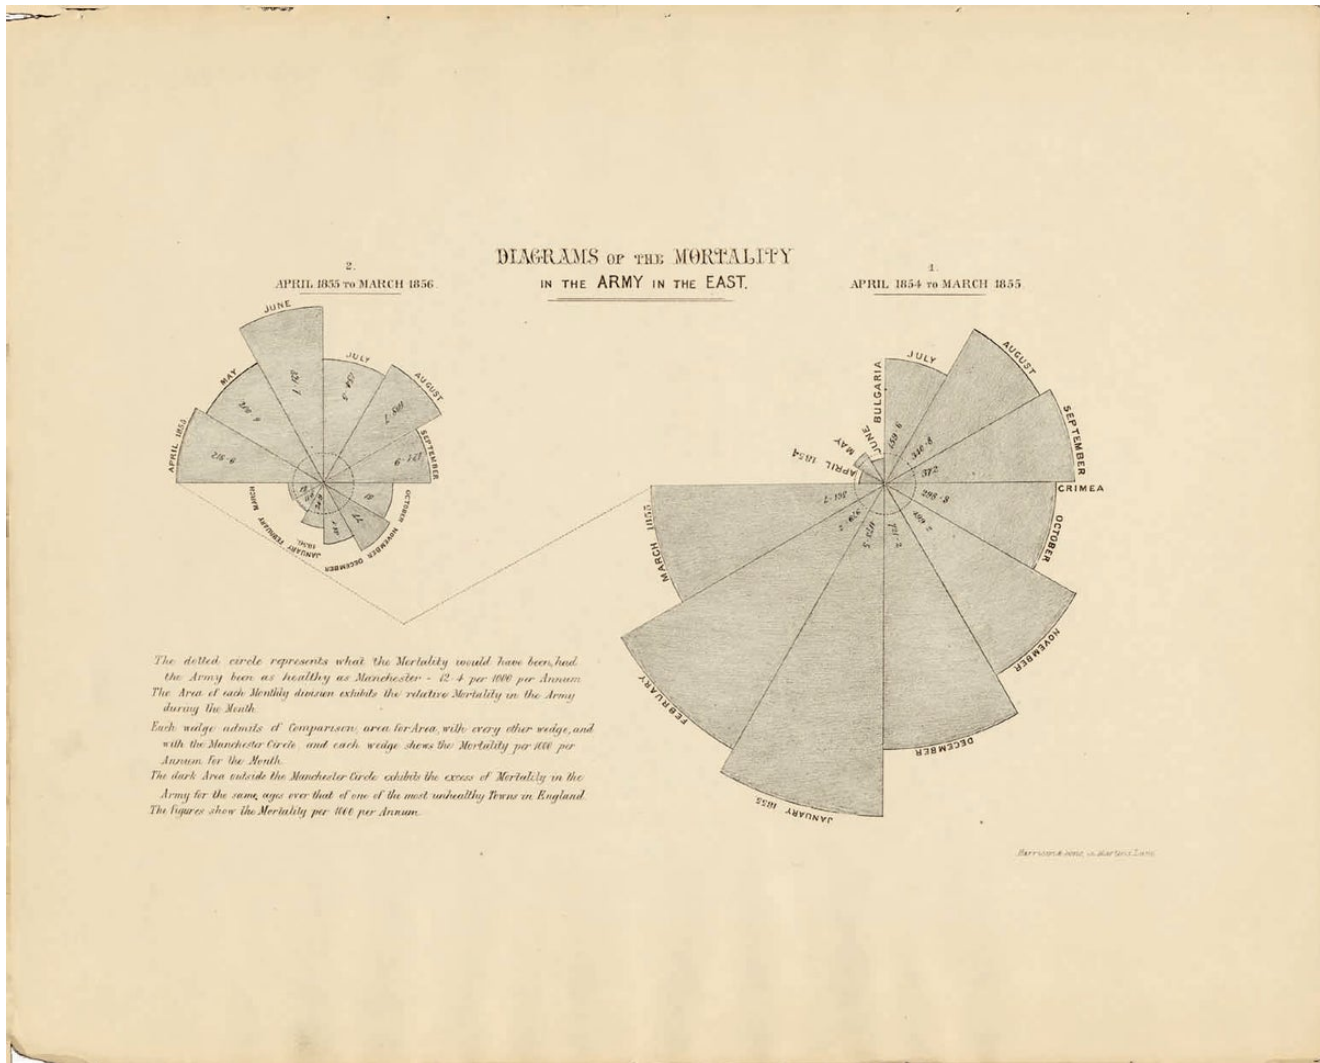 DIAGRAMS OF THE MORTALITY
IN THE ARMY IN THE EAST.
2.
APRIL 1855 TO MARCH 1856.
1.
APRIL 1854 TO MARCH 1855.
APRIL 1855
MAY
JUNE
JULY
AUGUST
SEPTEMBER
OCTOBER
NOVEMBER
DECEMBER
JANUARY
1856.
FEBRUARY
MARCH
APRIL 1854
MAY
JUNE
BULGARIA
JULY
AUGUST
SEPTEMBER
CRIMEA
OCTOBER
NOVEMBER
DECEMBER
JANUARY 1855
FEBRUARY
MARCH 1855
The dotted circle represents what the Mortality would have been, had
the Army been as healthy as Manchester - 12.4 per 1000 per Annum
The Area of each Monthly division exhibits the relative Mortality in the Army
during the Month.
Each wedge admits of Comparison, area for Area, with every other wedge, and
with the Manchester Circle, and each wedge shows the Mortality per 1000 per
Annum for the Month.
The dark Area outside the Manchester Circle exhibits the excess of Mortality in the
Army for the same, ages over that of one of the most unhealthy Towns in England.
The figures show the Mortality per 1000 per Annum.
Harrison & Sons, Martins Lane